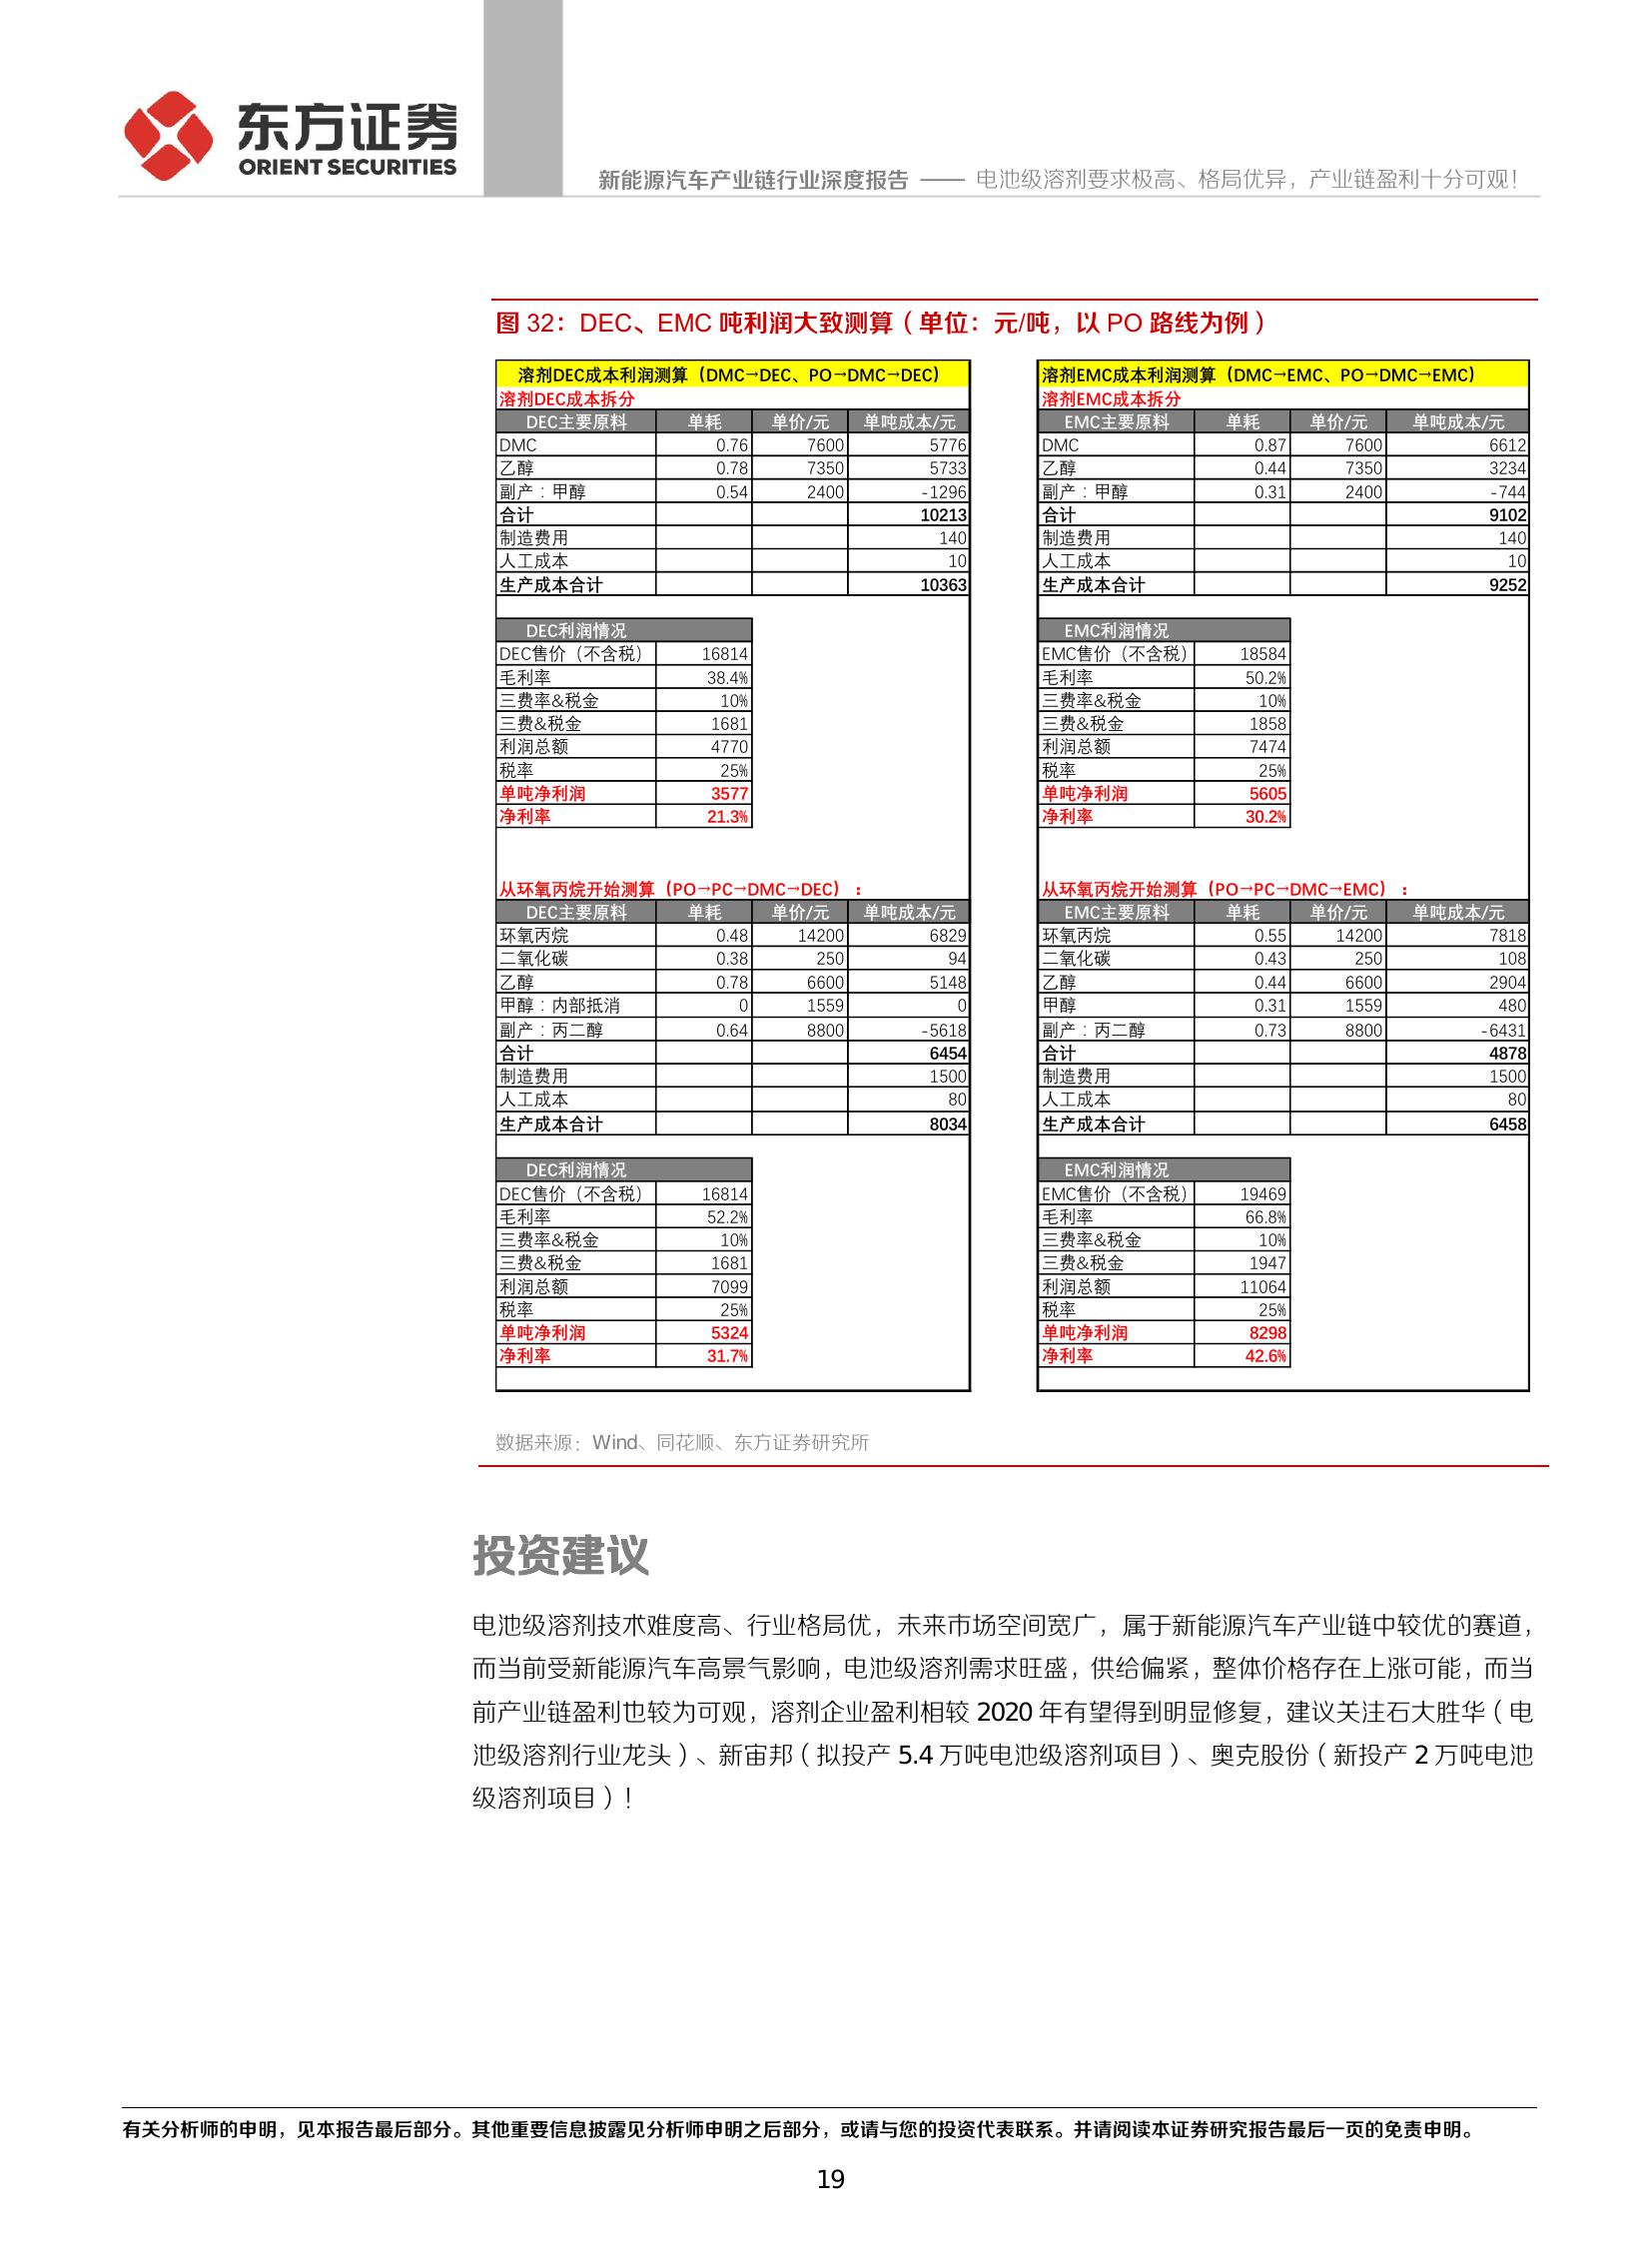 东方证券
ORIENT SECURITIES
新能源汽车产业链行业深度报告 —— 电池级溶剂要求极高、格局优异，产业链盈利十分可观！
图 32：DEC、EMC 吨利润大致测算（单位：元/吨，以 PO 路线为例）
溶剂DEC成本利润测算（DMC→DEC、PO→DMC→DEC）
溶剂DEC成本拆分
DEC主要原料 单耗 单价/元 单吨成本/元
DMC 0.76 7600 5776
乙醇 0.78 7350 5733
副产：甲醇 0.54 2400 -1296
合计 10213
制造费用 140
人工成本 10
生产成本合计 10363
DEC利润情况
DEC售价（不含税） 16814
毛利率 38.4%
三费率&税金 10%
三费&税金 1681
利润总额 4770
税率 25%
单吨净利润 3577
净利率 21.3%
从环氧丙烷开始测算（PO→PC→DMC→DEC）：
DEC主要原料 单耗 单价/元 单吨成本/元
环氧丙烷 0.48 14200 6829
二氧化碳 0.38 250 94
乙醇 0.78 6600 5148
甲醇：内部抵消 0 1559 0
副产：丙二醇 0.64 8800 -5618
合计 6454
制造费用 1500
人工成本 80
生产成本合计 8034
DEC利润情况
DEC售价（不含税） 16814
毛利率 52.2%
三费率&税金 10%
三费&税金 1681
利润总额 7099
税率 25%
单吨净利润 5324
净利率 31.7%
溶剂EMC成本利润测算（DMC→EMC、PO→DMC→EMC）
溶剂EMC成本拆分
EMC主要原料 单耗 单价/元 单吨成本/元
DMC 0.87 7600 6612
乙醇 0.44 7350 3234
副产：甲醇 0.31 2400 -744
合计 9102
制造费用 140
人工成本 10
生产成本合计 9252
EMC利润情况
EMC售价（不含税） 18584
毛利率 50.2%
三费率&税金 10%
三费&税金 1858
利润总额 7474
税率 25%
单吨净利润 5605
净利率 30.2%
从环氧丙烷开始测算（PO→PC→DMC→EMC）：
EMC主要原料 单耗 单价/元 单吨成本/元
环氧丙烷 0.55 14200 7818
二氧化碳 0.43 250 108
乙醇 0.44 6600 2904
甲醇 0.31 1559 480
副产：丙二醇 0.73 8800 -6431
合计 4878
制造费用 1500
人工成本 80
生产成本合计 6458
EMC利润情况
EMC售价（不含税） 19469
毛利率 66.8%
三费率&税金 10%
三费&税金 1947
利润总额 11064
税率 25%
单吨净利润 8298
净利率 42.6%
数据来源：Wind、同花顺、东方证券研究所
投资建议
电池级溶剂技术难度高、行业格局优，未来市场空间宽广，属于新能源汽车产业链中较优的赛道，
而当前受新能源汽车高景气影响，电池级溶剂需求旺盛，供给偏紧，整体价格存在上涨可能，而当
前产业链盈利也较为可观，溶剂企业盈利相较 2020 年有望得到明显修复，建议关注石大胜华（电
池级溶剂行业龙头）、新宙邦（拟投产 5.4 万吨电池级溶剂项目）、奥克股份（新投产 2 万吨电池
级溶剂项目）！
有关分析师的申明，见本报告最后部分。其他重要信息披露见分析师申明之后部分，或请与您的投资代表联系。并请阅读本证券研究报告最后一页的免责申明。
19